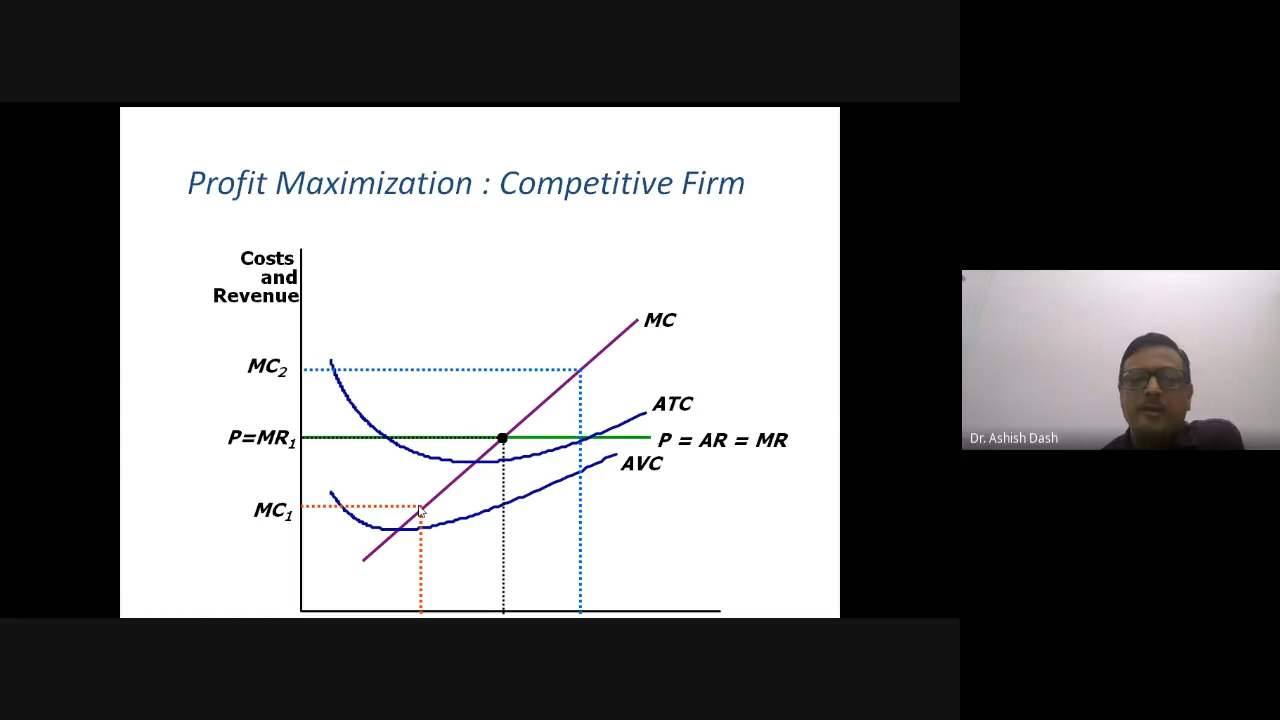 Profit Maximization : Competitive Firm
Costs
and
Revenue
MC
MC₂
ATC
P=MR₁
P = AR = MR
AVC
MC₁
Dr. Ashish Dash